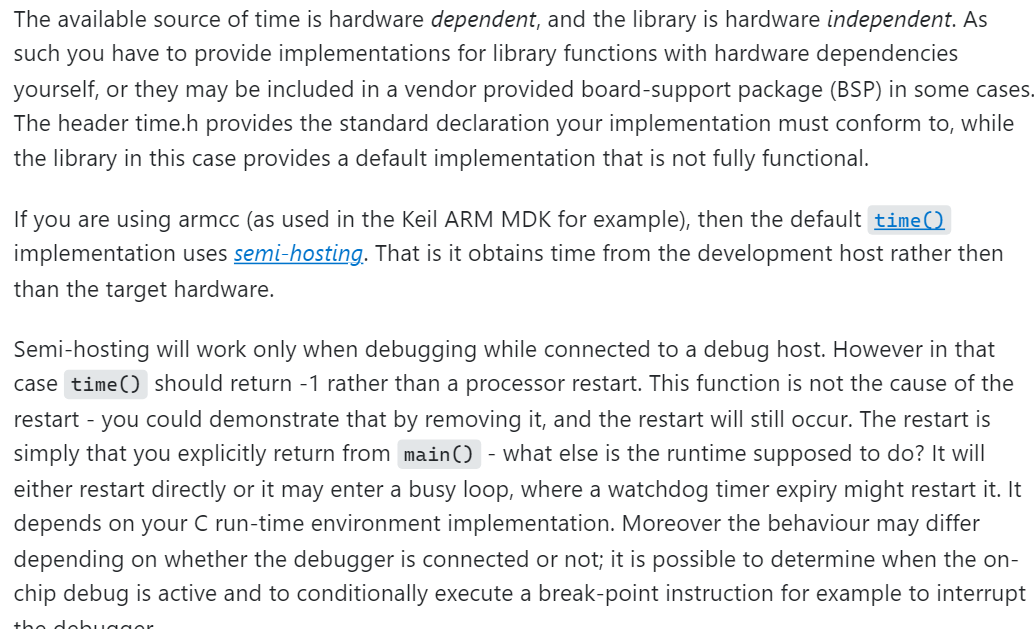 The available source of time is hardware dependent, and the library is hardware independent. As
such you have to provide implementations for library functions with hardware dependencies
yourself, or they may be included in a vendor provided board-support package (BSP) in some cases.
The header time.h provides the standard declaration your implementation must conform to, while
the library in this case provides a default implementation that is not fully functional.
If you are using armcc (as used in the Keil ARM MDK for example), then the default time()
implementation uses semi-hosting. That is it obtains time from the development host rather then
than the target hardware.
Semi-hosting will work only when debugging while connected to a debug host. However in that
case time() should return -1 rather than a processor restart. This function is not the cause of the
restart - you could demonstrate that by removing it, and the restart will still occur. The restart is
simply that you explicitly return from main() - what else is the runtime supposed to do? It will
either restart directly or it may enter a busy loop, where a watchdog timer expiry might restart it. It
depends on your C run-time environment implementation. Moreover the behaviour may differ
depending on whether the debugger is connected or not; it is possible to determine when the on-
chip debug is active and to conditionally execute a break-point instruction for example to interrupt
the debugger.